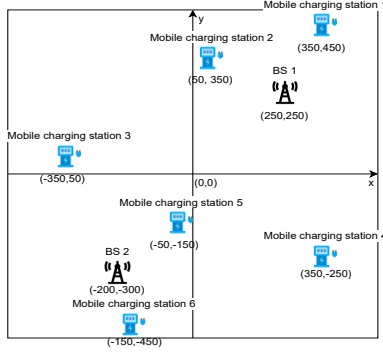 Mobile charging station 1
y
(350,450)
Mobile charging station 2
(50, 350)
BS 1
(250,250)
Mobile charging station 3
(-350,50)
(0,0)
x
Mobile charging station 5
(-50,-150)
Mobile charging station 4
(350,-250)
BS 2
(-200,-300)
Mobile charging station 6
(-150,-450)